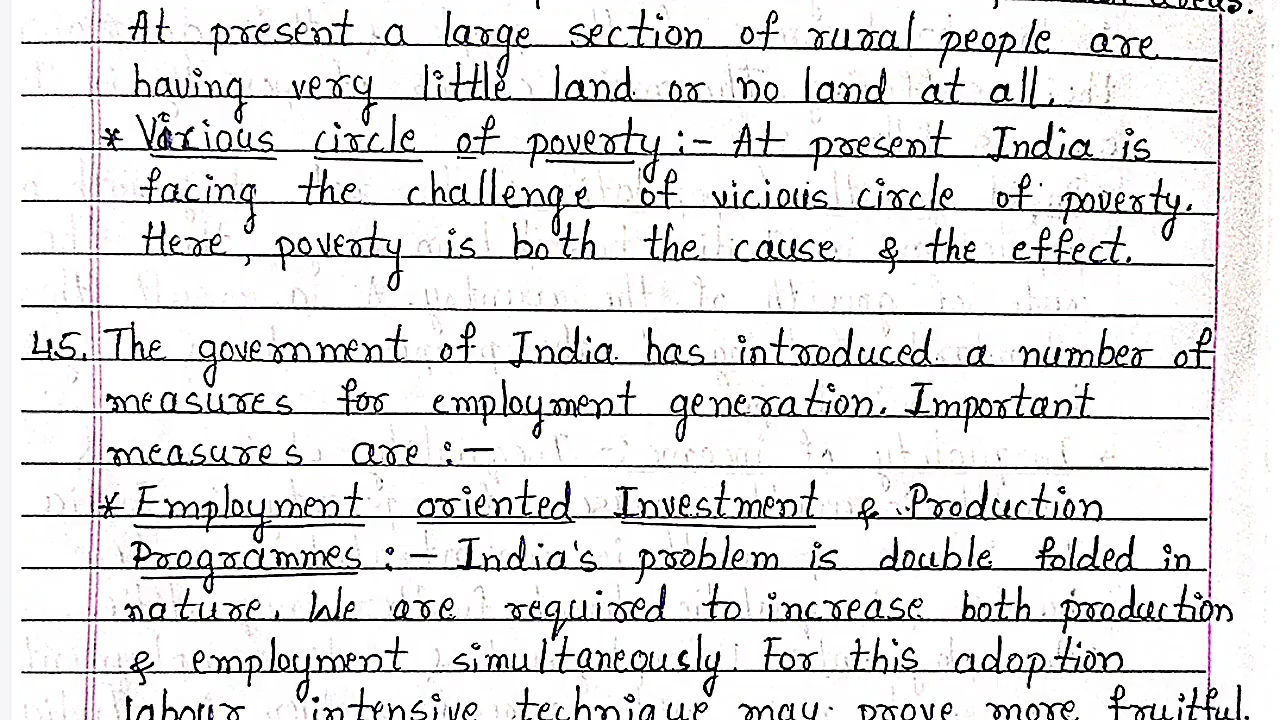 areas.
At present a large section of rural people are
having very little land or no land at all.
* Various circle of poverty :- At present India is
facing the challenge of vicious circle of poverty.
Here, poverty is both the cause & the effect.
45. The government of India has introduced a number of
measures for employment generation. Important
measures are :-
* Employment oriented Investment & Production
Programmes :- India's problem is double folded in
nature. We are required to increase both production
& employment simultaneously. For this adoption
labour intensive technique may prove more fruitful.